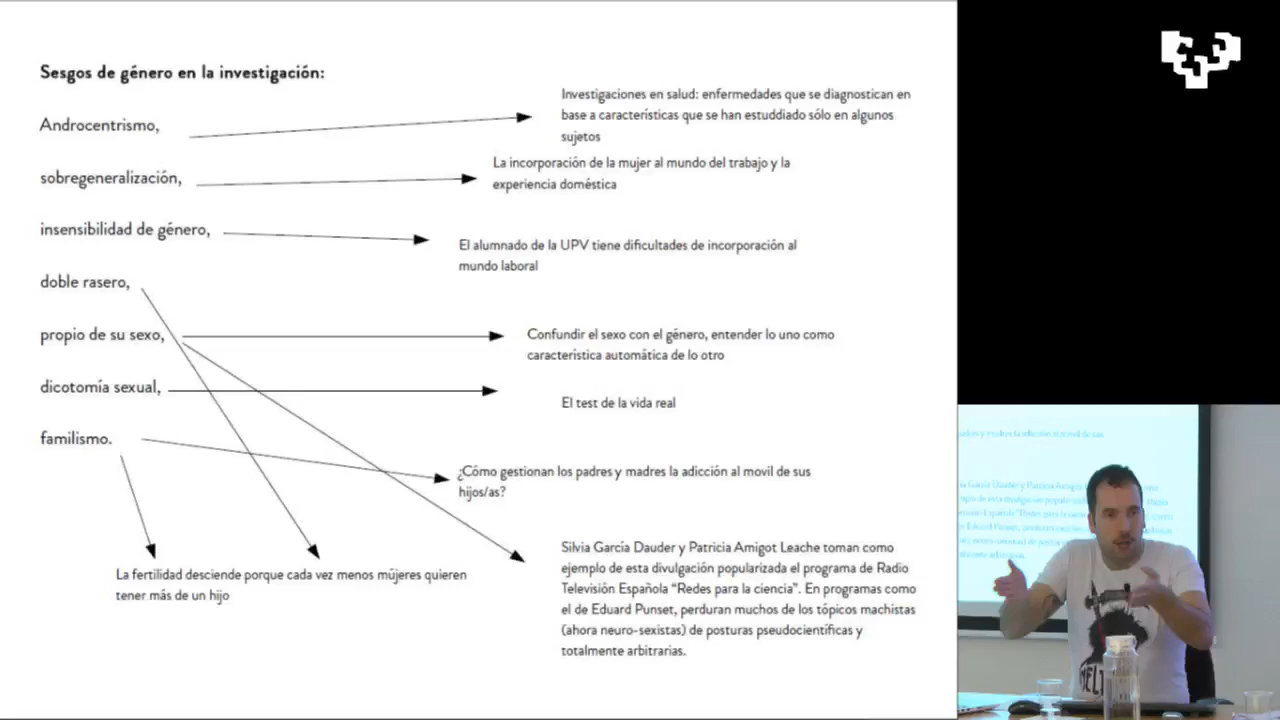 Sesgos de género en la investigación:
Androcentrismo,
sobregeneralización,
insensibilidad de género,
doble rasero,
propio de su sexo,
dicotomía sexual,
familismo.
Investigaciones en salud: enfermedades que se diagnostican en
base a características que se han estuddiado sólo en algunos
sujetos
La incorporación de la mujer al mundo del trabajo y la
experiencia doméstica
El alumnado de la UPV tiene dificultades de incorporación al
mundo laboral
Confundir el sexo con el género, entender lo uno como
característica automática de lo otro
El test de la vida real
¿Cómo gestionan los padres y madres la adicción al movil de sus
hijos/as?
Silvia García Dauder y Patricia Amigot Leache toman como
ejemplo de esta divulgación popularizada el programa de Radio
Televisión Española “Redes para la ciencia”. En programas como
el de Eduard Punset, perduran muchos de los tópicos machistas
(ahora neuro-sexistas) de posturas pseudocientíficas y
totalmente arbitrarias.
La fertilidad desciende porque cada vez menos müjeres quieren
tener más de un hijo